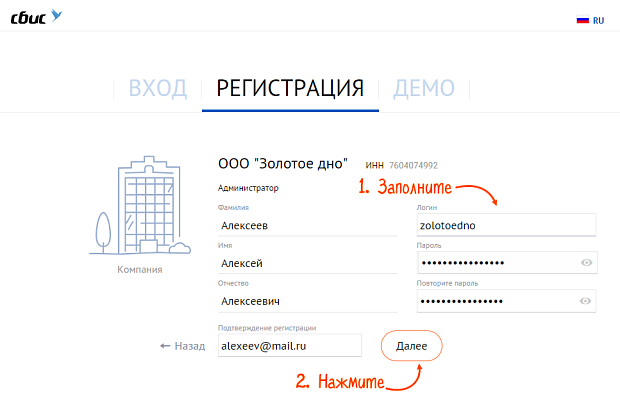 сбис
RU
ВХОД РЕГИСТРАЦИЯ ДЕМО
ООО "Золотое дно" ИНН 7604074992
Администратор
1. Заполните
Фамилия Логин
Алексеев zolotoedno
Имя Пароль
Алексей ••••••••••••••••
Компания
Отчество Повторите пароль
Алексеевич ••••••••••••••••
Подтверждение регистрации
← Назад alexeev@mail.ru Далее
2. Нажмите